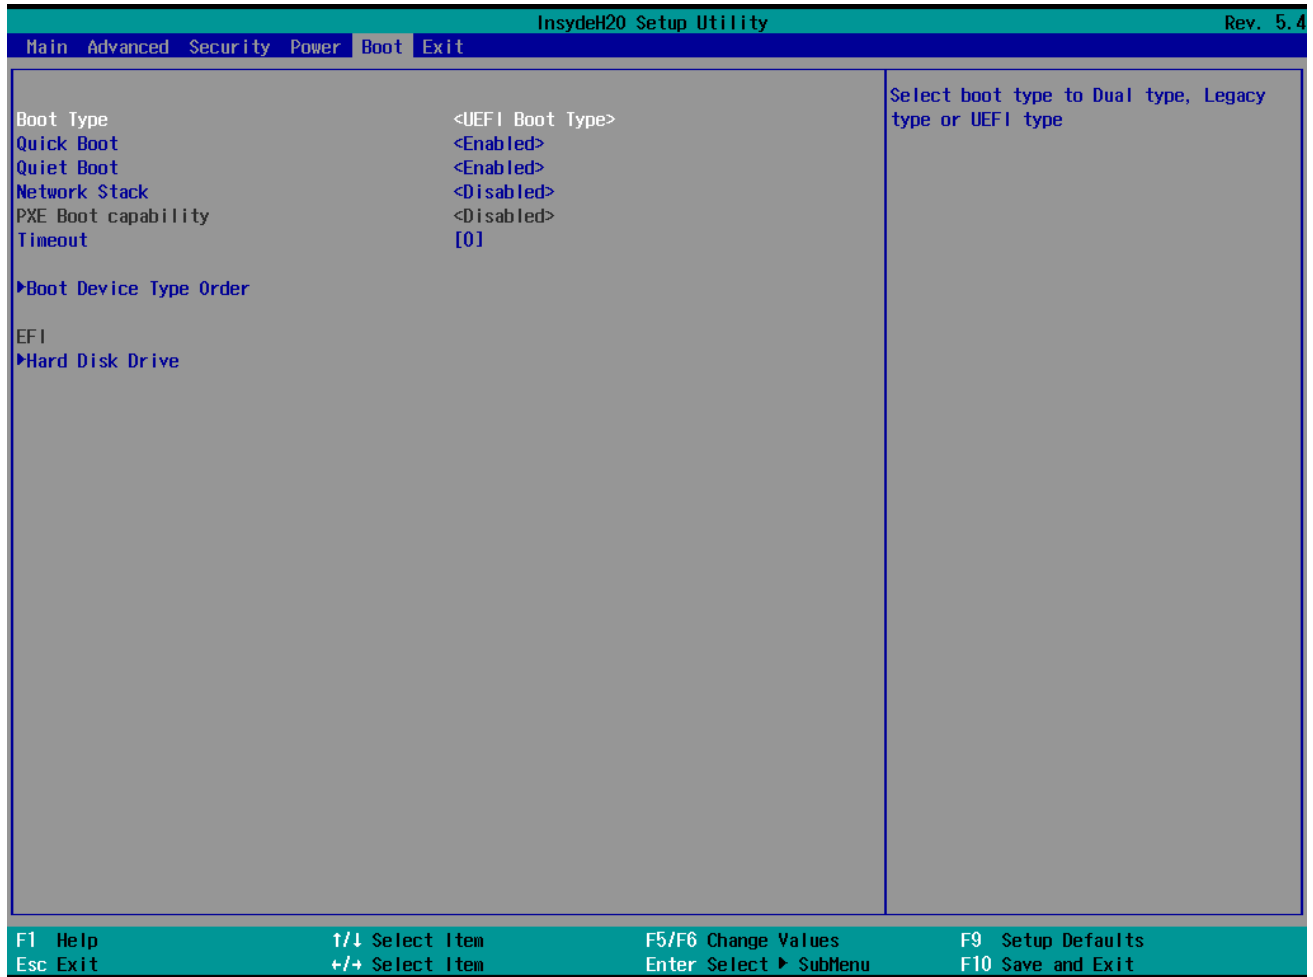 InsydeH20 Setup Utility Rev. 5.4
Main Advanced Security Power Boot Exit
Boot Type <UEFI Boot Type>
Quick Boot <Enabled>
Quiet Boot <Enabled>
Network Stack <Disabled>
PXE Boot capability <Disabled>
Timeout [0]
▶Boot Device Type Order
EFI
▶Hard Disk Drive
Select boot type to Dual type, Legacy
type or UEFI type
F1 Help ↑/↓ Select Item F5/F6 Change Values F9 Setup Defaults
Esc Exit ←/→ Select Item Enter Select ▶ SubMenu F10 Save and Exit